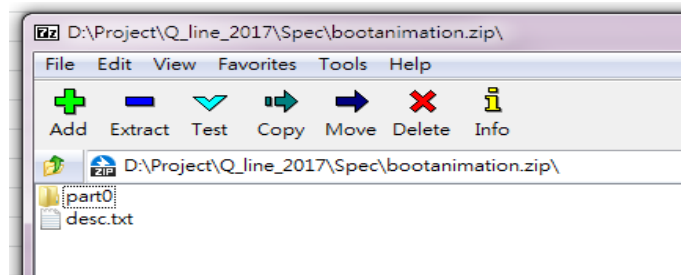 7z D:\Project\Q_line_2017\Spec\bootanimation.zip\
File Edit View Favorites Tools Help
Add Extract Test Copy Move Delete Info
ZIP D:\Project\Q_line_2017\Spec\bootanimation.zip\
part0
desc.txt